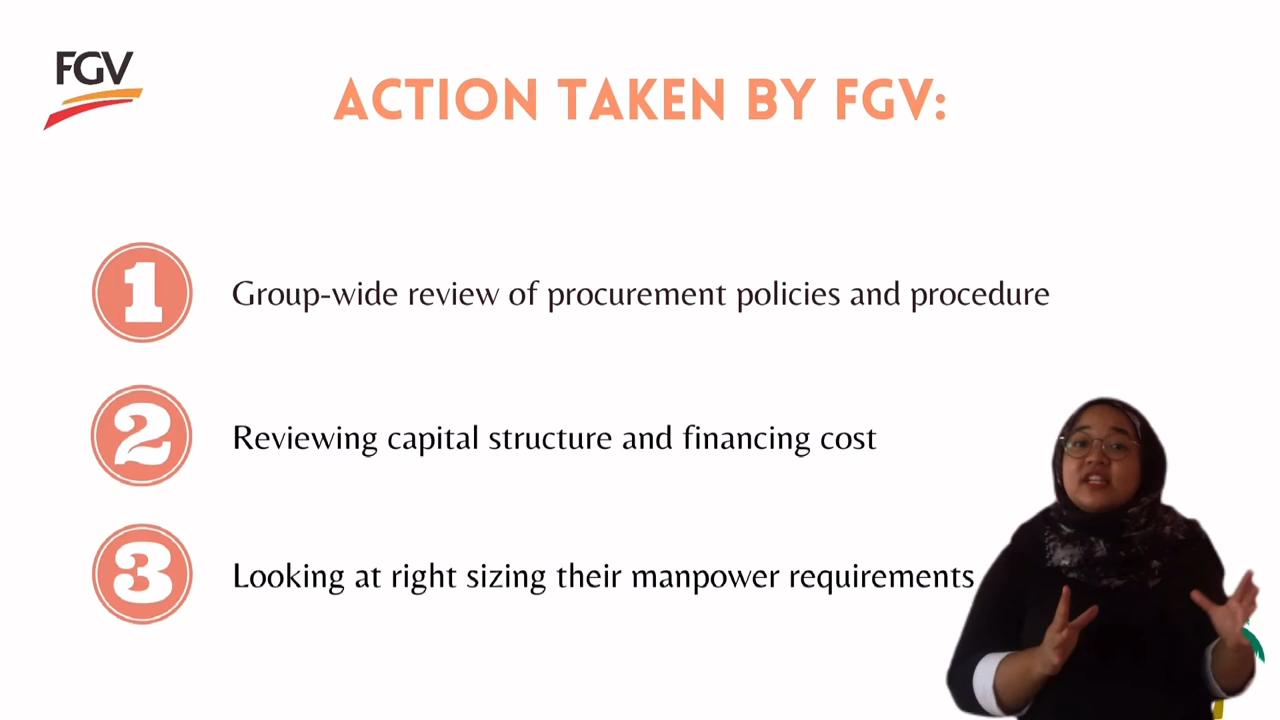 FGV
ACTION TAKEN BY FGV:
1
Group-wide review of procurement policies and procedure
2
Reviewing capital structure and financing cost
3
Looking at right sizing their manpower requirements